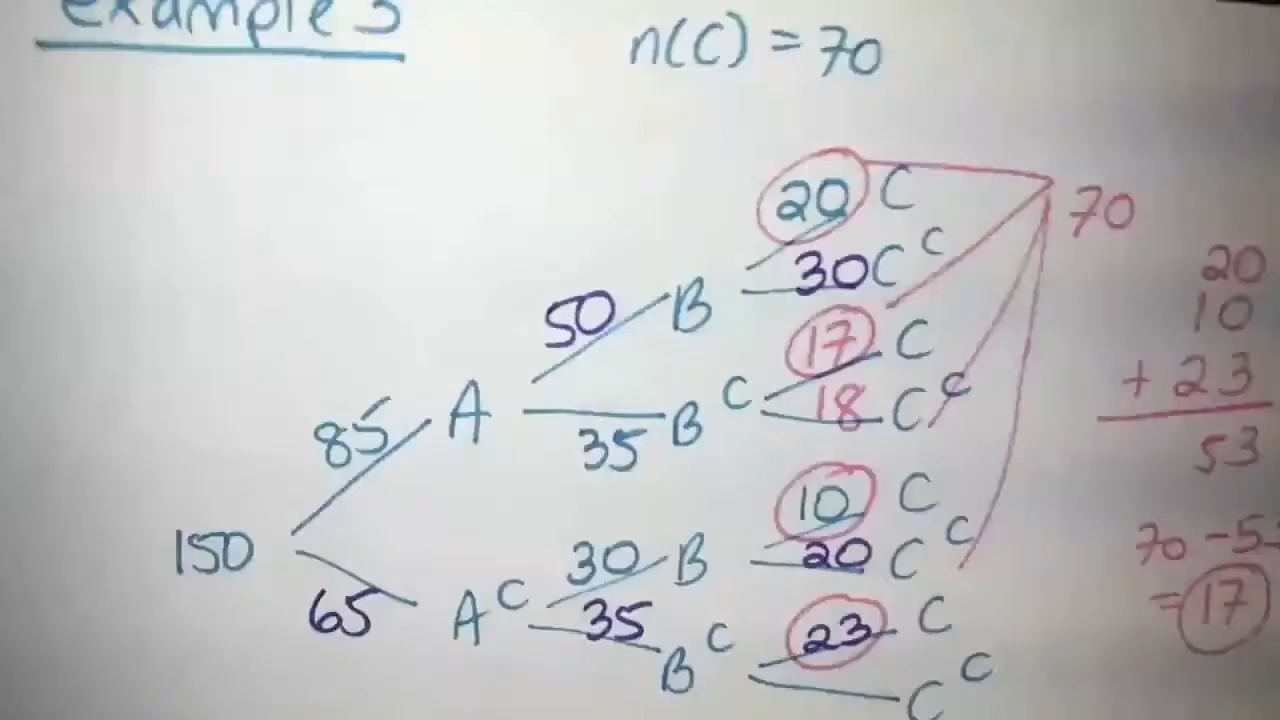 example 3
n(C) = 70
20 C
70
30 C^c
50 B
17 C
85 A
35 B^c
18 C^c
150
10 C
30 B
20 C^c
65 A^c
35 B^c
23 C
C^c
20
10
+ 23
53
70 - 5
= 17